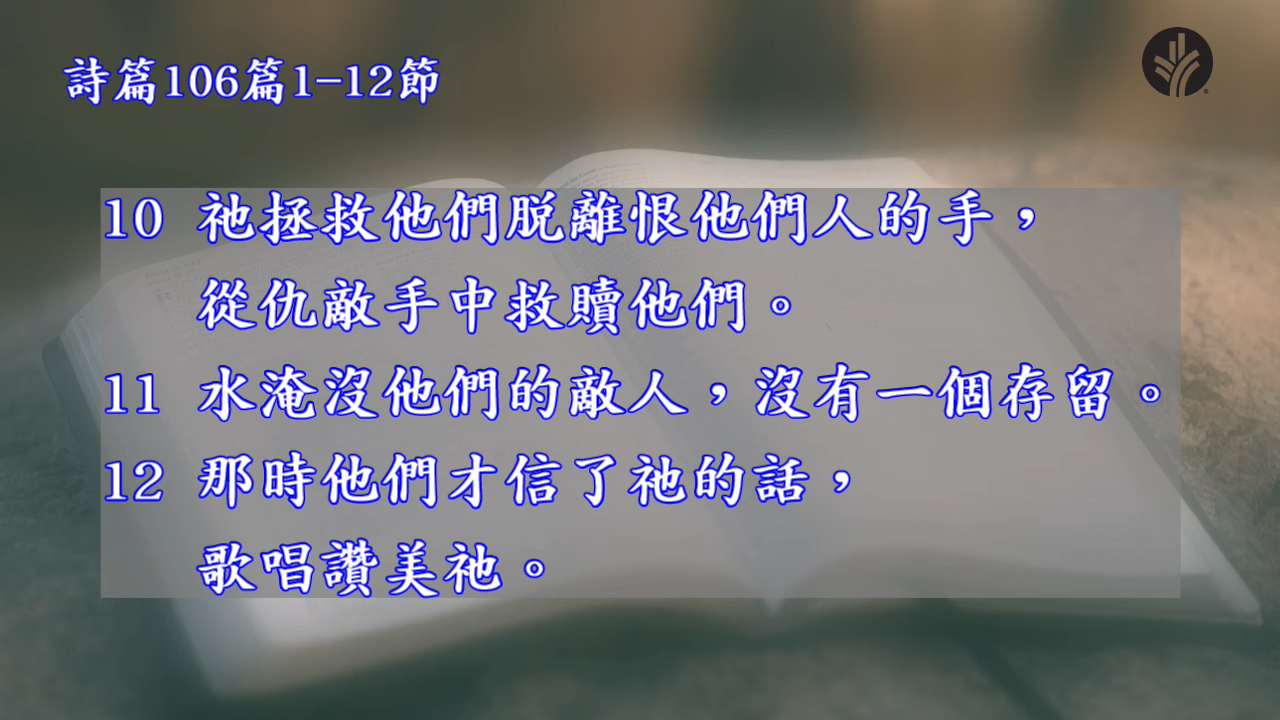 詩篇106篇1-12節
10 祂拯救他們脫離恨他們人的手，
從仇敵手中救贖他們。
11 水淹沒他們的敵人，沒有一個存留。
12 那時他們才信了祂的話，
歌唱讚美祂。